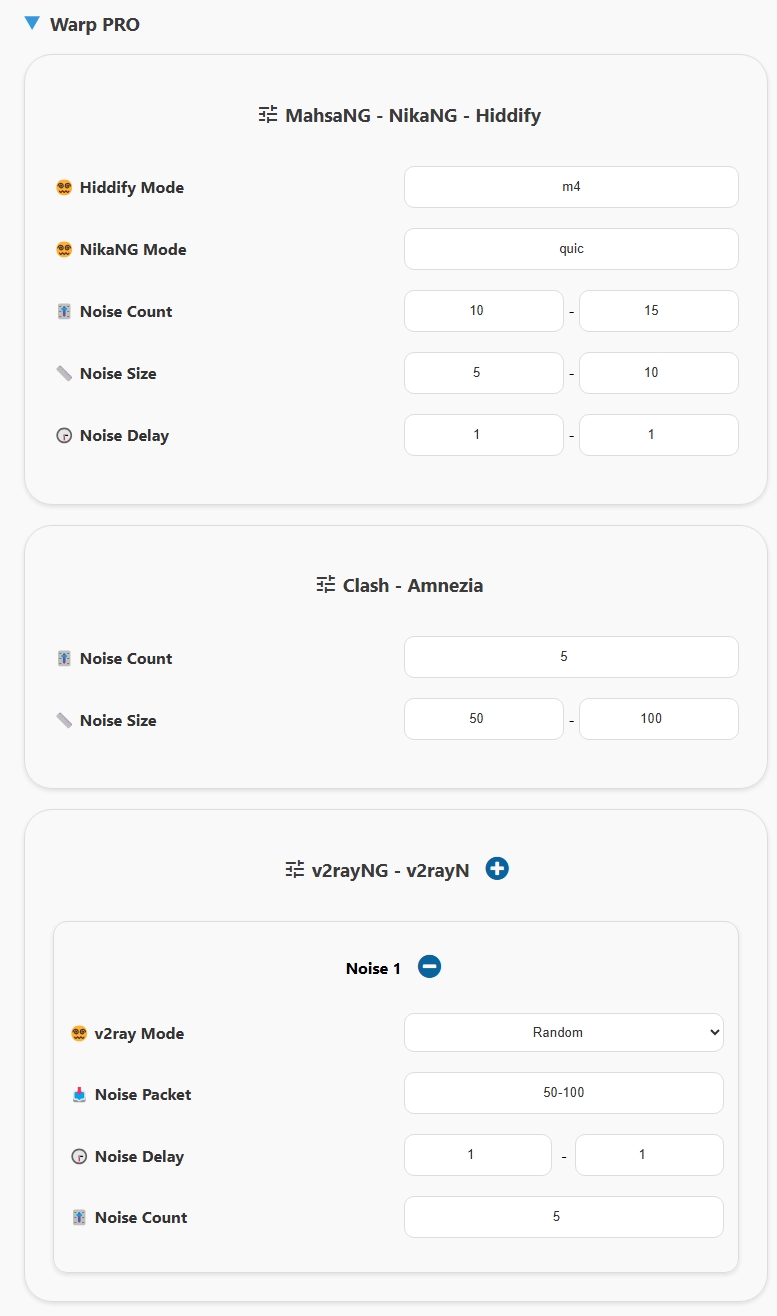 Warp PRO
MahsaNG - NikaNG - Hiddify
Hiddify Mode m4
NikaNG Mode quic
Noise Count 10 - 15
Noise Size 5 - 10
Noise Delay 1 - 1
Clash - Amnezia
Noise Count 5
Noise Size 50 - 100
v2rayNG - v2rayN
Noise 1
v2ray Mode Random
Noise Packet 50-100
Noise Delay 1 - 1
Noise Count 5